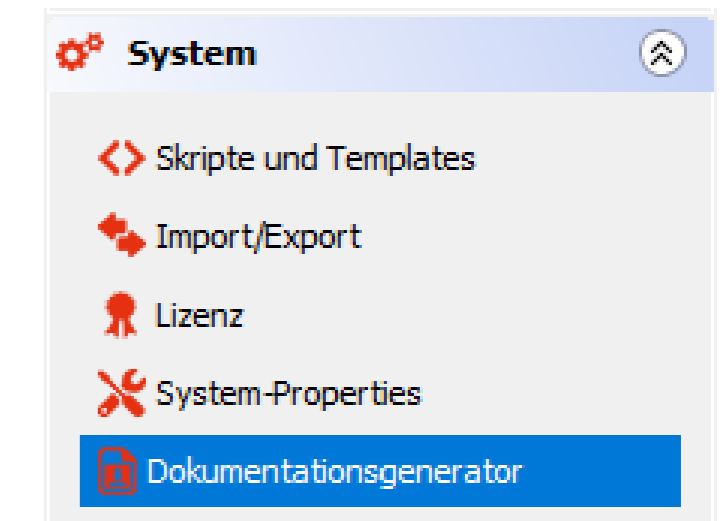 System
Skripte und Templates
Import/Export
Lizenz
System-Properties
Dokumentationsgenerator